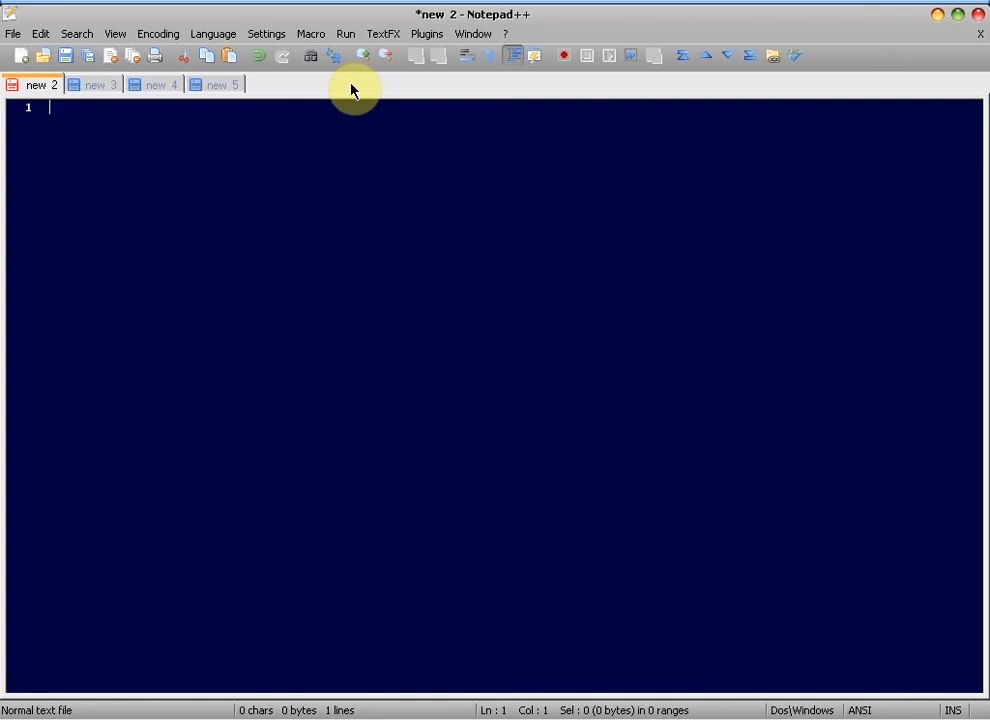 *new 2 - Notepad++
File Edit Search View Encoding Language Settings Macro Run TextFX Plugins Window ? X
new 2 new 3 new 4 new 5
1
Normal text file 0 chars 0 bytes 1 lines Ln : 1 Col : 1 Sel : 0 (0 bytes) in 0 ranges Dos\Windows ANSI INS